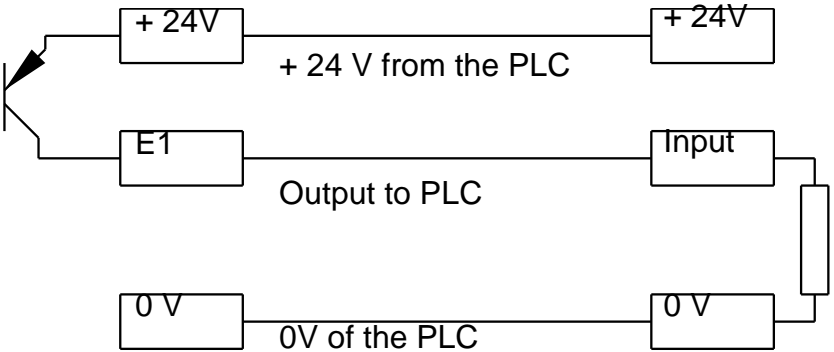 + 24V
+ 24V
+ 24 V from the PLC
E1
Input
Output to PLC
0 V
0 V
0V of the PLC